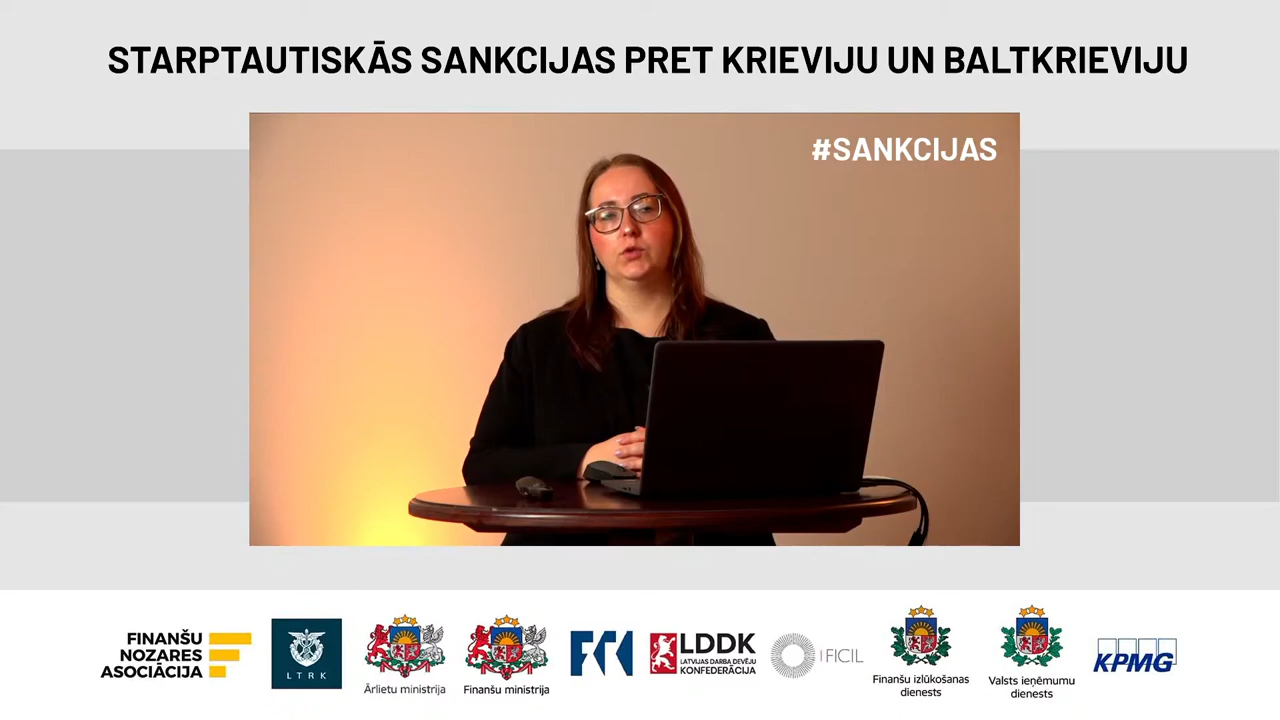 STARPTAUTISKĀS SANKCIJAS PRET KRIEVIJU UN BALTKRIEVIJU
#SANKCIJAS
FINANŠU
NOZARES
ASOCIĀCIJA
LTRK
Ārlietu ministrija
Finanšu ministrija
LDDK
LATVIJAS DARBA DEVĒJU
KONFEDERĀCIJA
FICIL
Finanšu izlūkošanas
dienests
Valsts ieņēmumu
dienests
KPMG